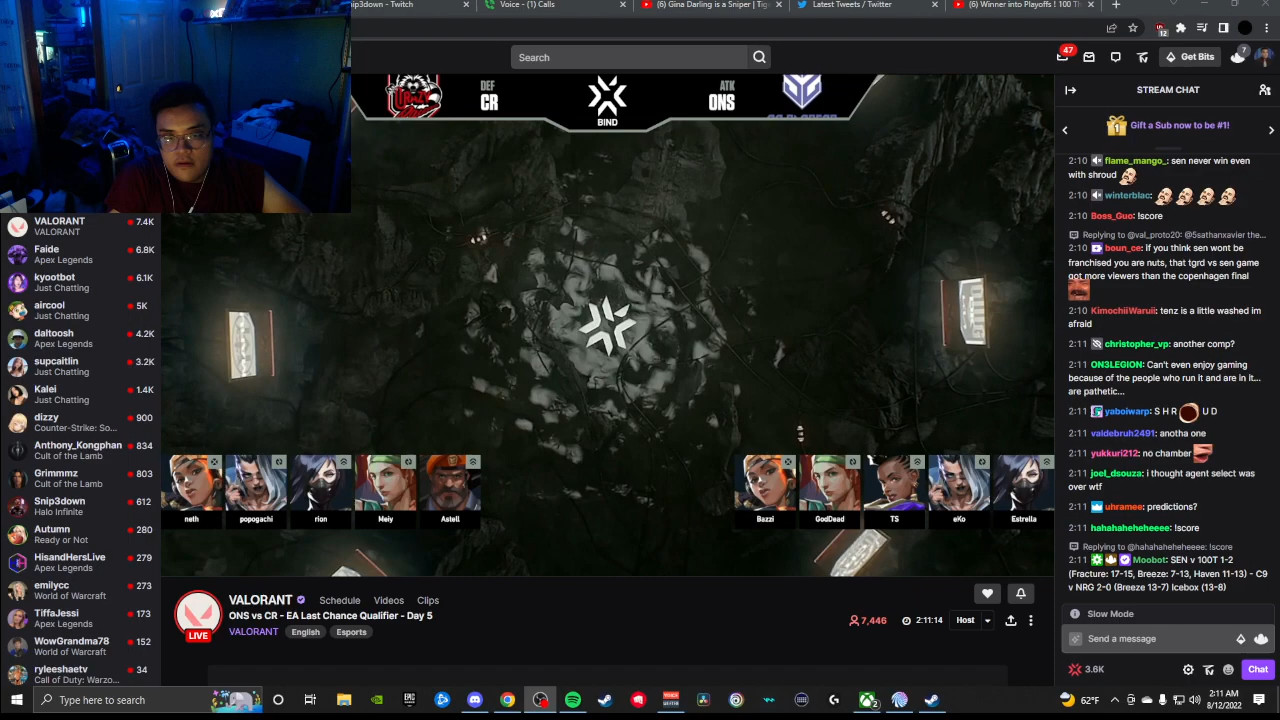 np3down - Twitch
Voice - (1) Calls
(6) Gina Darling is a Sniper | Tig
Latest Tweets / Twitter
(6) Winner into Playoffs ! 100 Th
12
Search
47
Get Bits
7
DEF
CR
BIND
ATK
ONS
STREAM CHAT
Gift a Sub now to be #1!
2:10 flame_mango_: sen never win even
with shroud
2:10 winterblac:
2:10 Boss_Guo: !score
Replying to @val_proto20: @5sathanxavier the...
2:10 boun_ce: if you think sen wont be
franchised you are nuts, that tgrd vs sen game
got more viewers than the copenhagen final
2:10 KimochiiWaruii: tenz is a little washed im
afraid
2:11 christopher_vp: another comp?
2:11 ON3LEGION: Can't even enjoy gaming
because of the people who run it and are in it...
are pathetic...
2:11 yaboiwarp: S H R U D
2:11 valdebruh2491: anotha one
2:11 yukkuri212: no chamber
2:11 joel_dsouza: i thought agent select was
over wtf
2:11 uhramee: predictions?
2:11 hahahaheheheeee: !score
Replying to @hahahaheheheeee: !score
2:11 Moobot: SEN v 100T 1-2
(Fracture: 17-15, Breeze: 7-13, Haven 11-13) - C9
v NRG 2-0 (Breeze 13-7) Icebox (13-8)
Slow Mode
Send a message
3.6K
Chat
VALORANT 7.4K
VALORANT
Faide 6.8K
Apex Legends
kyootbot 6.1K
Just Chatting
aircool 5K
Just Chatting
daltoosh 4.2K
Apex Legends
supcaitlin 3.2K
Just Chatting
Kalei 1.4K
Just Chatting
dizzy 900
Counter-Strike: So...
Anthony_Kongphan 834
Cult of the Lamb
Grimmmz 803
Cult of the Lamb
Snip3down 612
Halo Infinite
Autumn 280
Ready or Not
HisandHersLive 279
Apex Legends
emilycc 273
World of Warcraft
TiffaJessi 173
Apex Legends
WowGrandma78 152
World of Warcraft
ryleeshaetv 34
Call of Duty: Warzo...
neth popogachi rion Meiy Astell
Bazzi GodDead TS eKo Estrella
LIVE
VALORANT Schedule Videos Clips
ONS vs CR - EA Last Chance Qualifier - Day 5
VALORANT English Esports
7,446 2:11:14 Host
Type here to search
EPIC
62°F
2:11 AM
8/12/2022